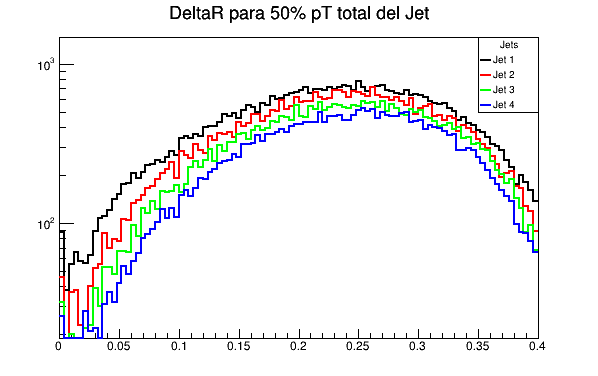 DeltaR para 50% pT total del Jet
Jets
Jet 1
Jet 2
Jet 3
Jet 4
10³
10²
0 0.05 0.1 0.15 0.2 0.25 0.3 0.35 0.4